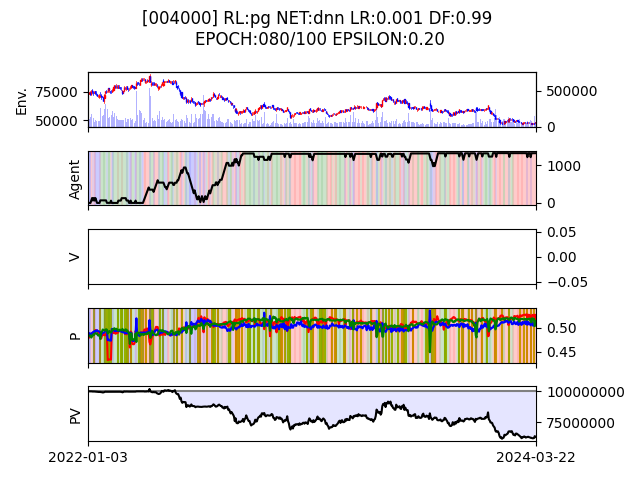 [004000] RL:pg NET:dnn LR:0.001 DF:0.99
EPOCH:080/100 EPSILON:0.20
Env.
75000
50000
500000
0
Agent
1000
0
V
0.05
0.00
−0.05
P
0.50
0.45
PV
100000000
75000000
2022-01-03
2024-03-22